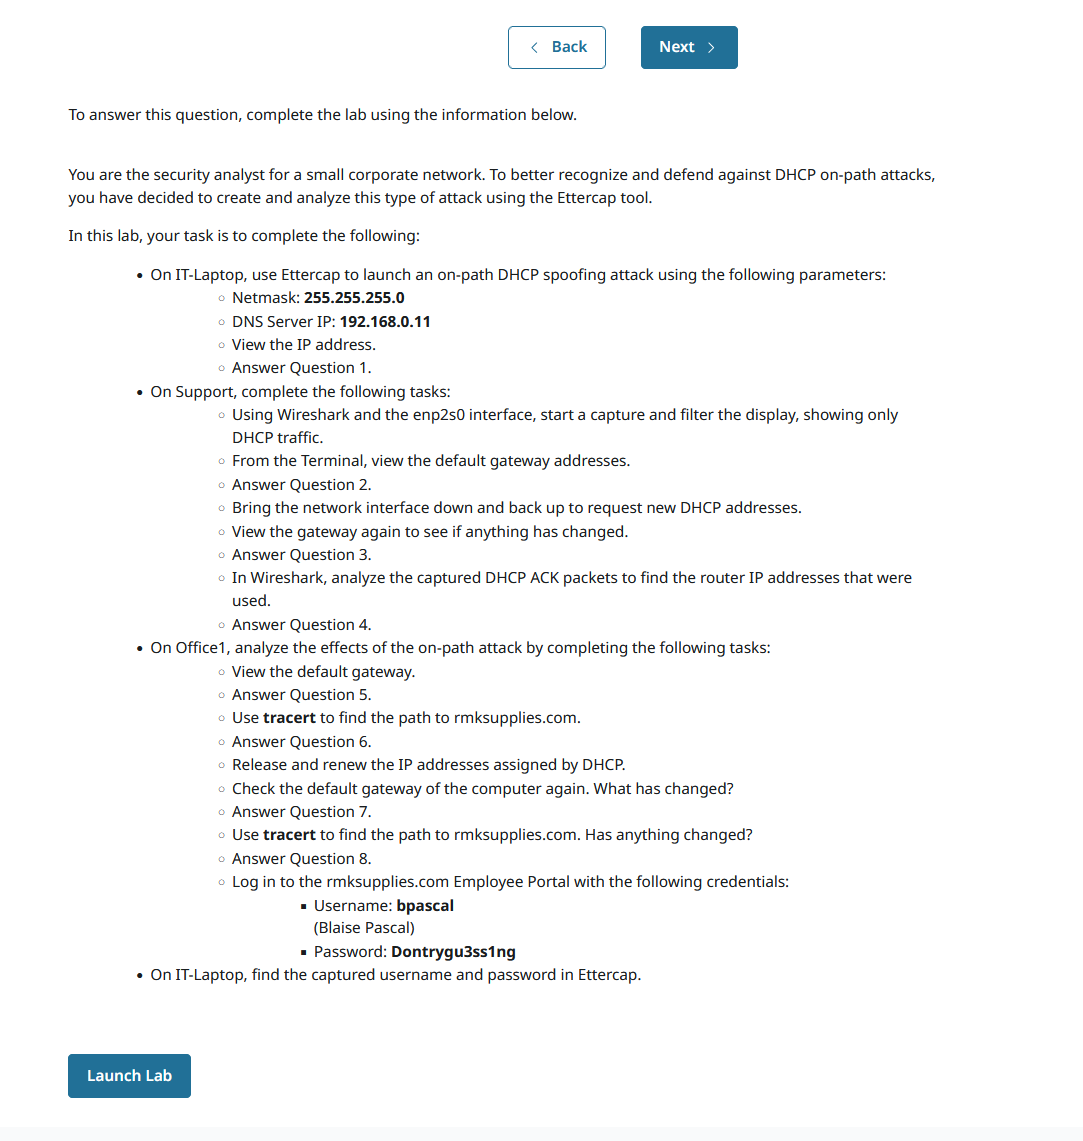 Back
Next
To answer this question, complete the lab using the information below.
You are the security analyst for a small corporate network. To better recognize and defend against DHCP on-path attacks,
you have decided to create and analyze this type of attack using the Ettercap tool.
In this lab, your task is to complete the following:
• On IT-Laptop, use Ettercap to launch an on-path DHCP spoofing attack using the following parameters:
○ Netmask: 255.255.255.0
○ DNS Server IP: 192.168.0.11
○ View the IP address.
○ Answer Question 1.
• On Support, complete the following tasks:
○ Using Wireshark and the enp2s0 interface, start a capture and filter the display, showing only
DHCP traffic.
○ From the Terminal, view the default gateway addresses.
○ Answer Question 2.
○ Bring the network interface down and back up to request new DHCP addresses.
○ View the gateway again to see if anything has changed.
○ Answer Question 3.
○ In Wireshark, analyze the captured DHCP ACK packets to find the router IP addresses that were
used.
○ Answer Question 4.
• On Office1, analyze the effects of the on-path attack by completing the following tasks:
○ View the default gateway.
○ Answer Question 5.
○ Use tracert to find the path to rmksupplies.com.
○ Answer Question 6.
○ Release and renew the IP addresses assigned by DHCP.
○ Check the default gateway of the computer again. What has changed?
○ Answer Question 7.
○ Use tracert to find the path to rmksupplies.com. Has anything changed?
○ Answer Question 8.
○ Log in to the rmksupplies.com Employee Portal with the following credentials:
▪ Username: bpascal
(Blaise Pascal)
▪ Password: Dontrygu3ss1ng
• On IT-Laptop, find the captured username and password in Ettercap.
Launch Lab